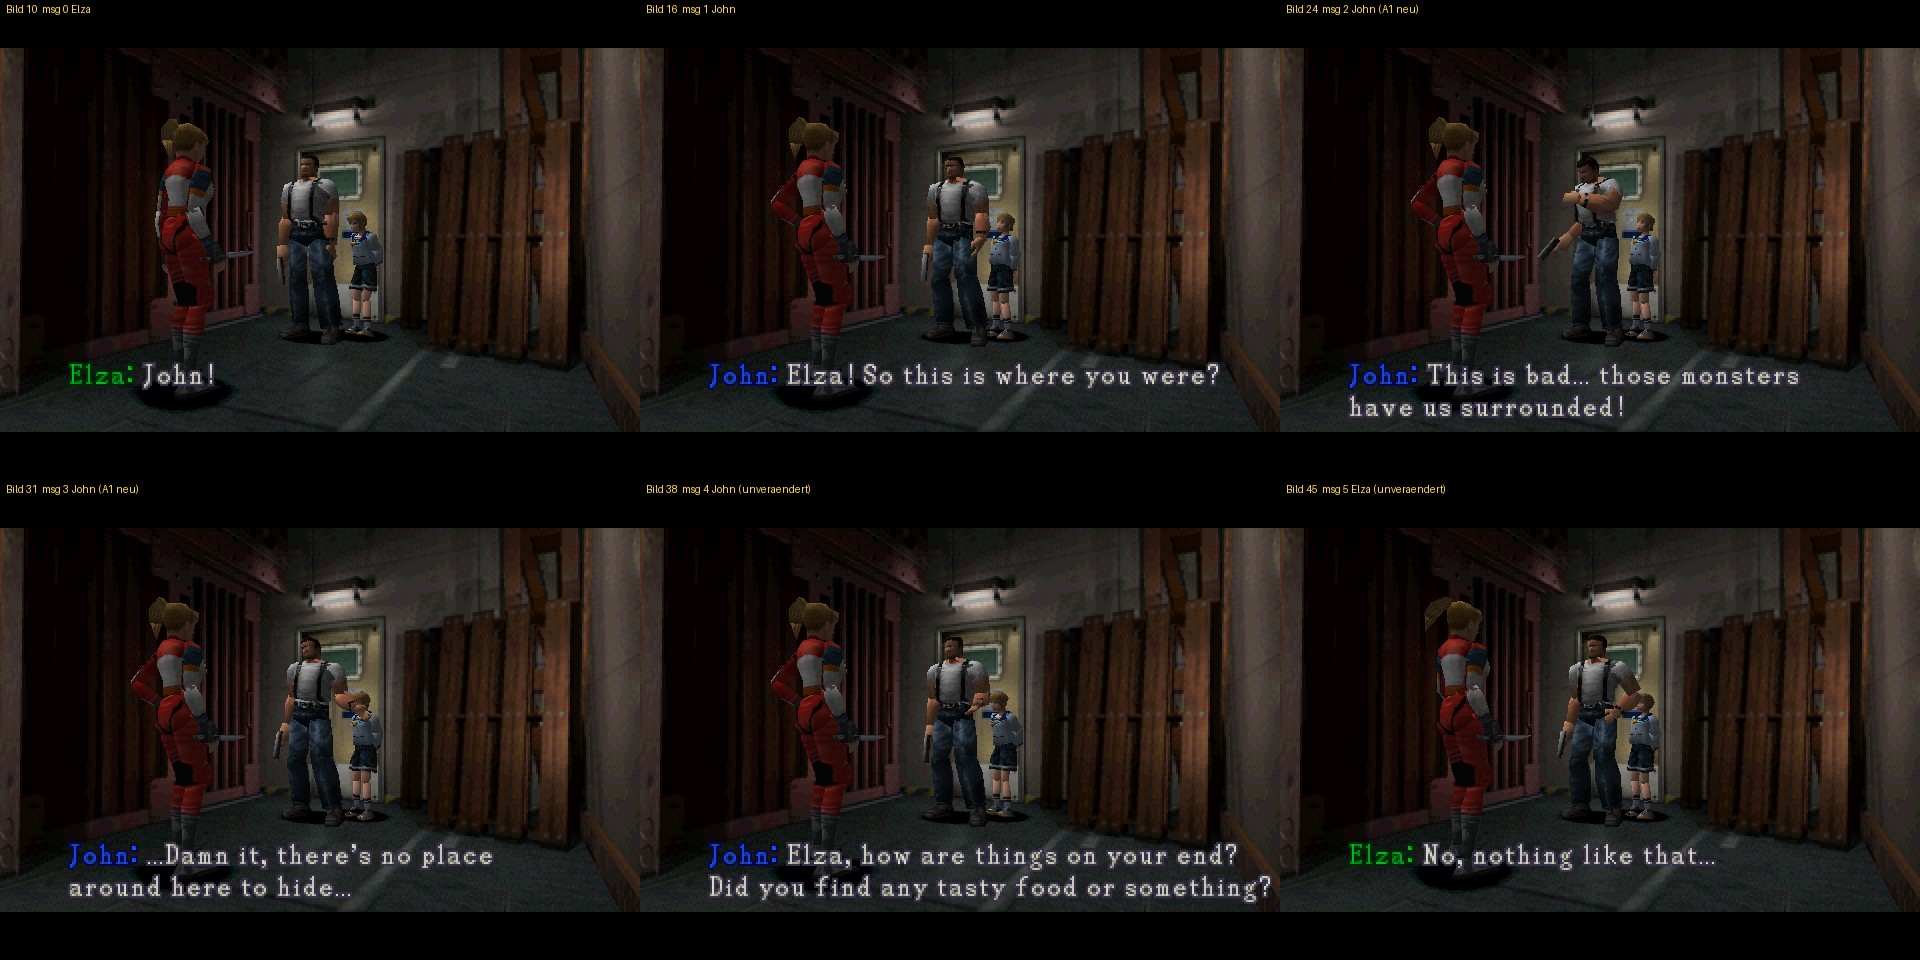 Bild 10 msg 0 Elza
Elza: John!
Bild 16 msg 1 John
John: Elza! So this is where you were?
Bild 24 msg 2 John (A1 neu)
John: This is bad... those monsters
have us surrounded!
Bild 31 msg 3 John (A1 neu)
John: ...Damn it, there's no place
around here to hide...
Bild 38 msg 4 John (unveraendert)
John: Elza, how are things on your end?
Did you find any tasty food or something?
Bild 45 msg 5 Elza (unveraendert)
Elza: No, nothing like that...